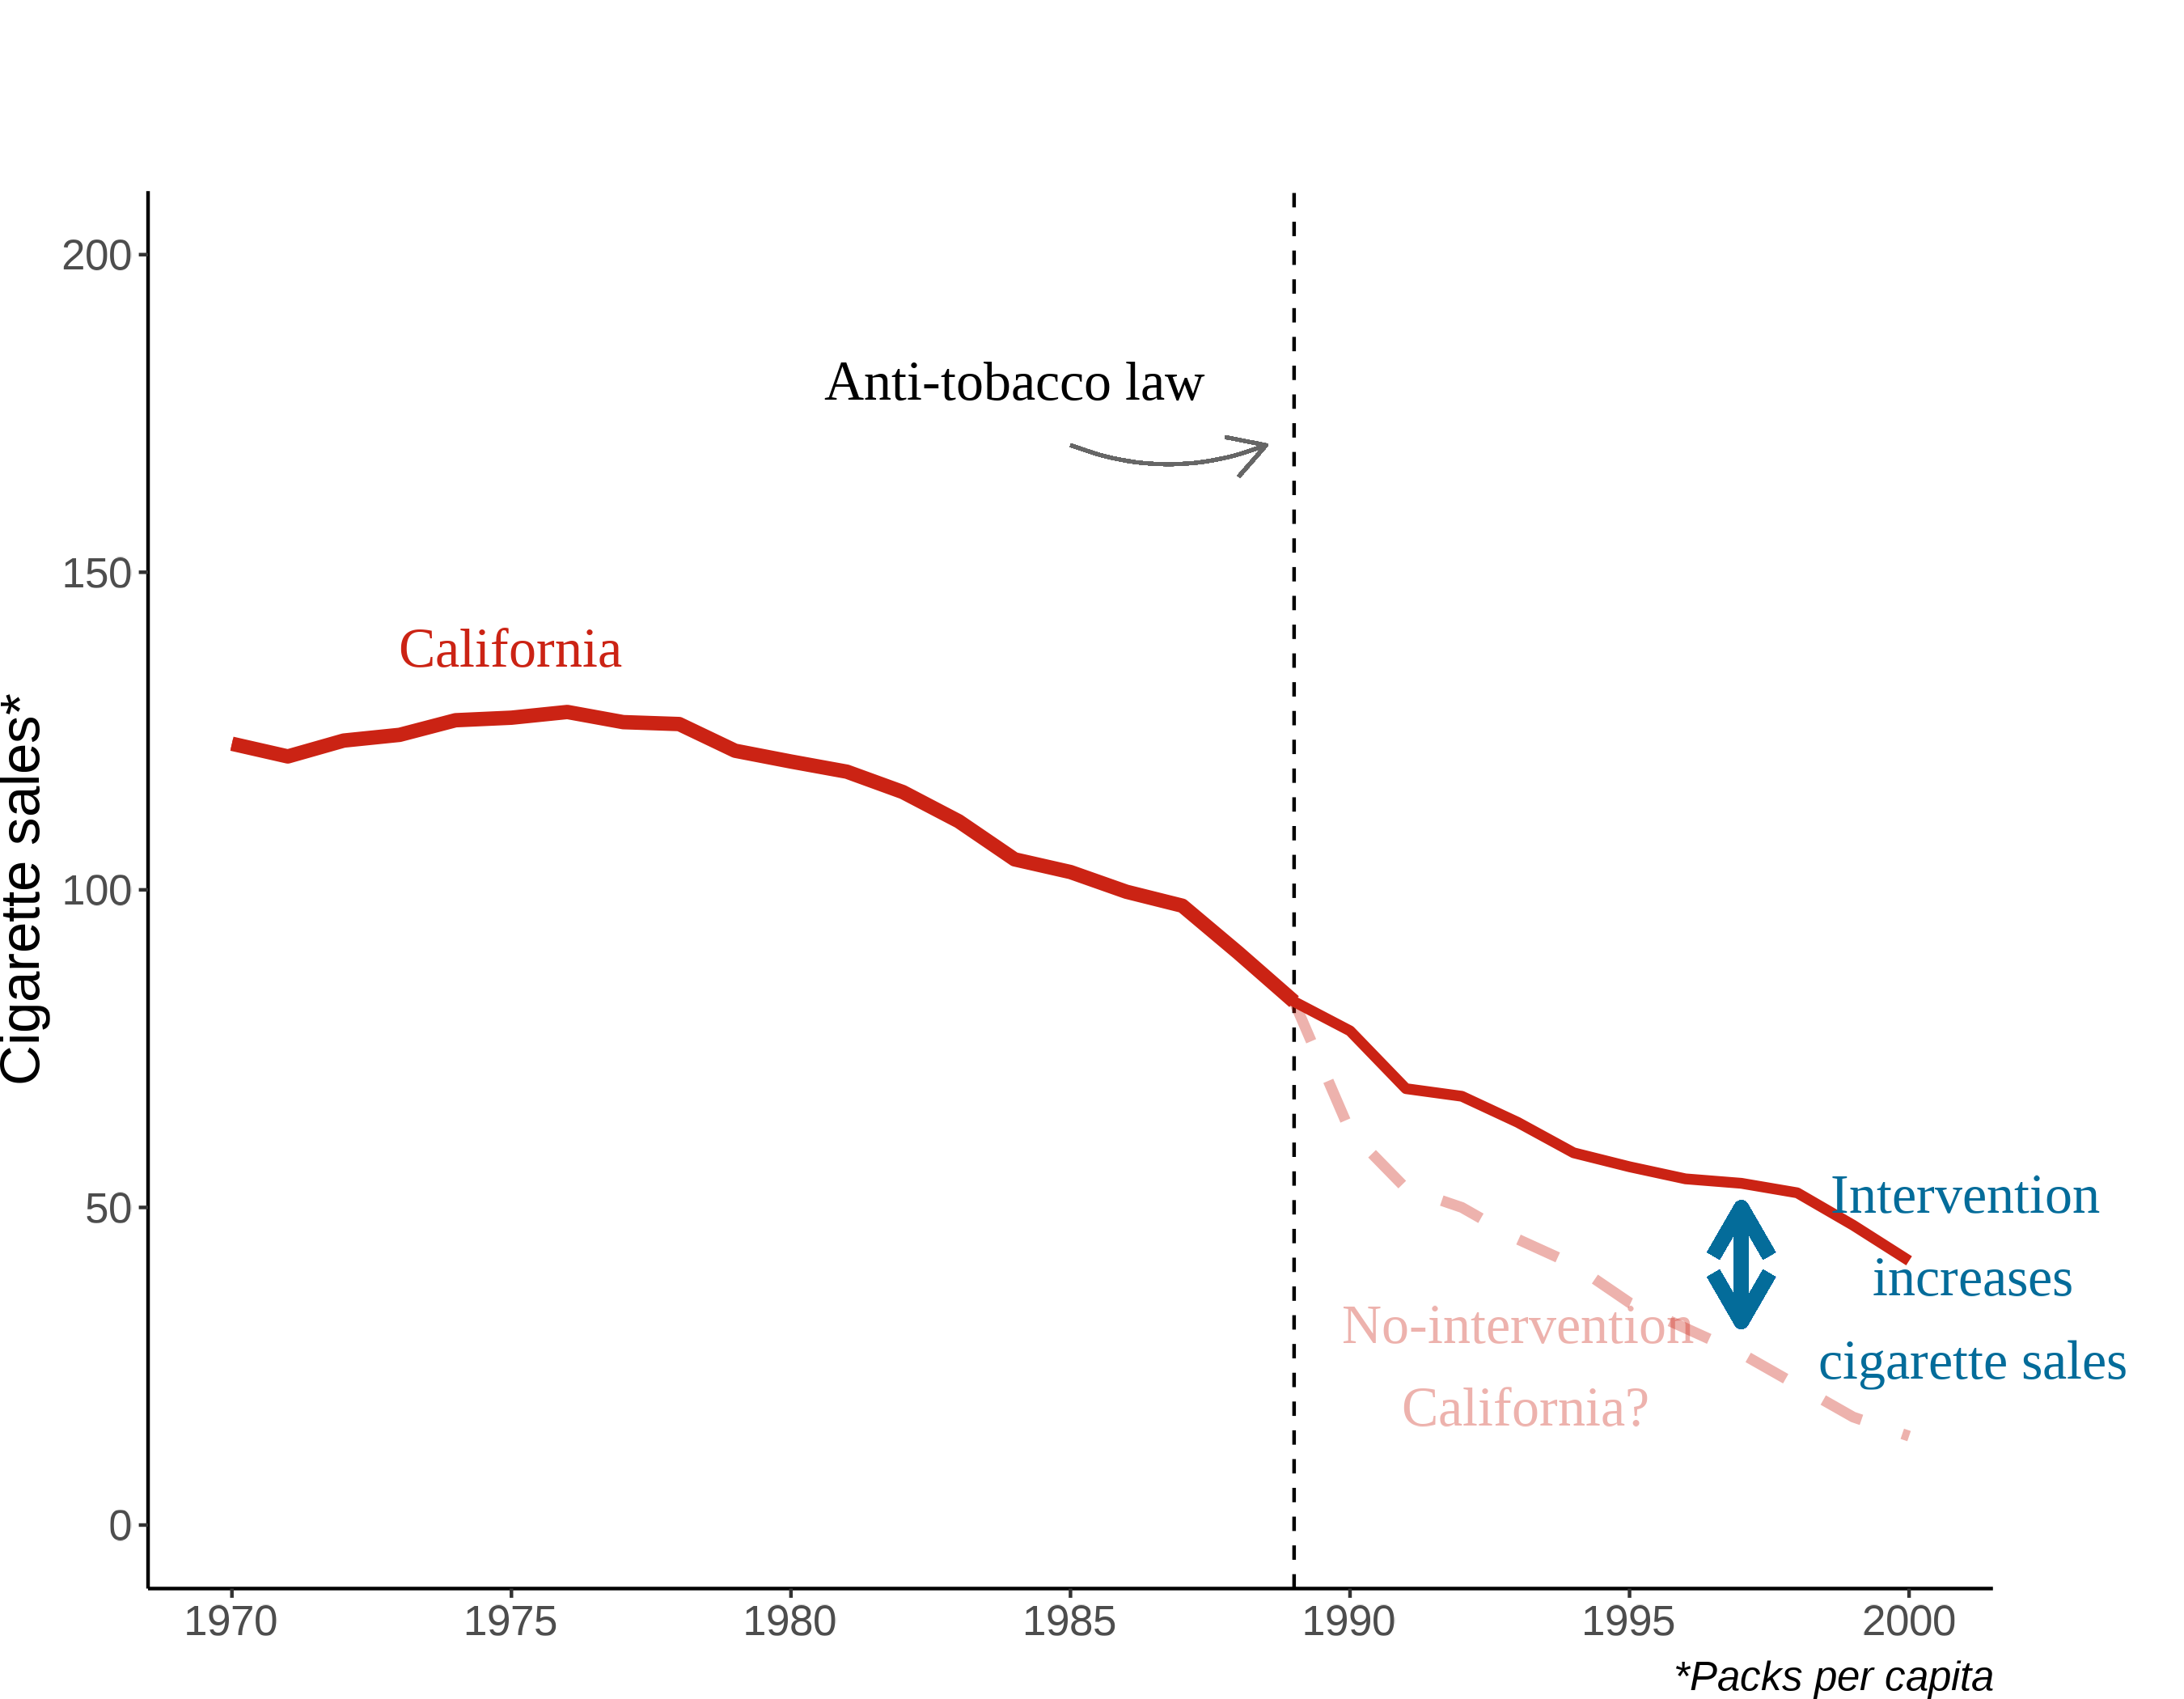 200
Anti-tobacco law
150
California
Cigarette sales*
100
50
Intervention
increases
cigarette sales
No-intervention
California?
0
1970 1975 1980 1985 1990 1995 2000
*Packs per capita